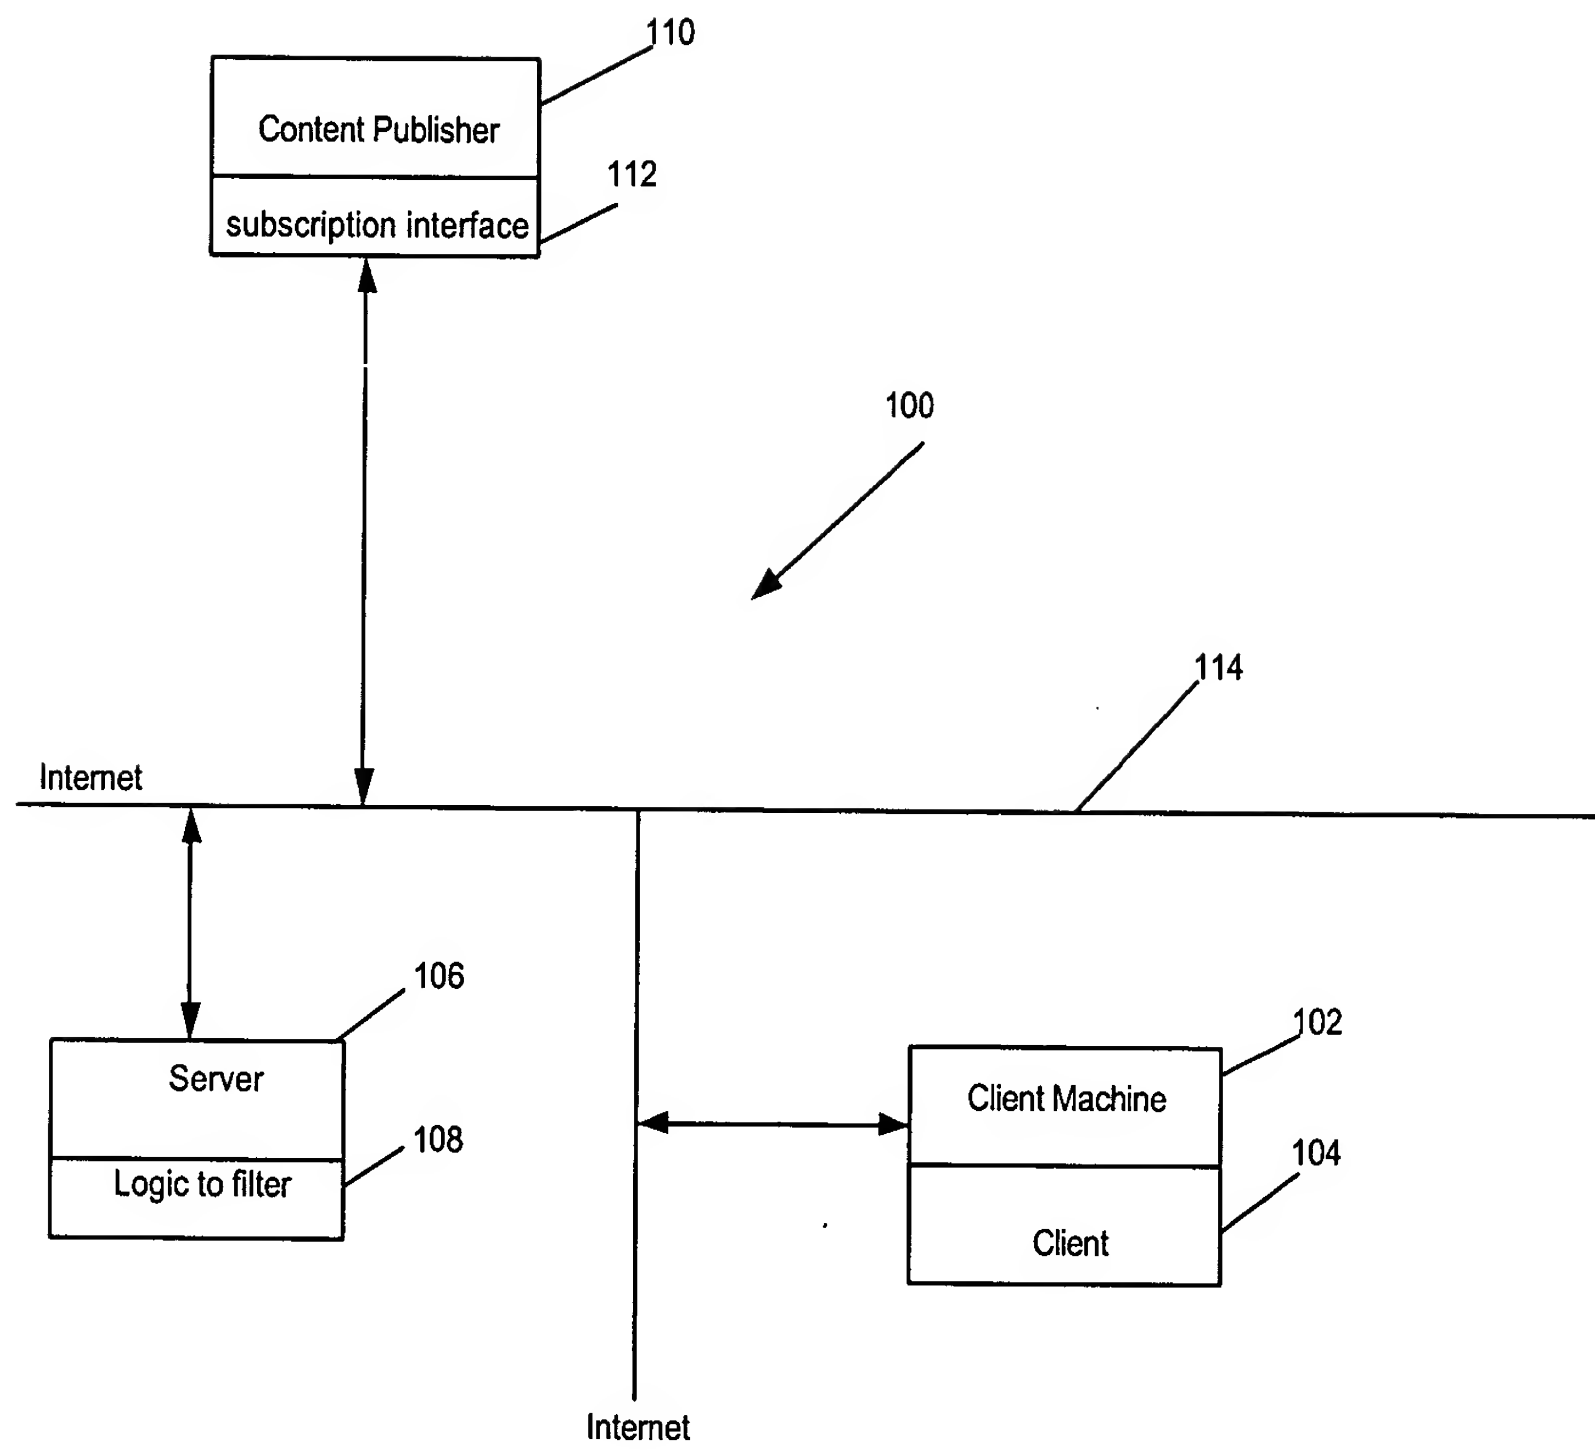 110
Content Publisher
112
subscription interface
100
114
Internet
106
Server
108
Logic to filter
102
Client Machine
104
Client
Internet